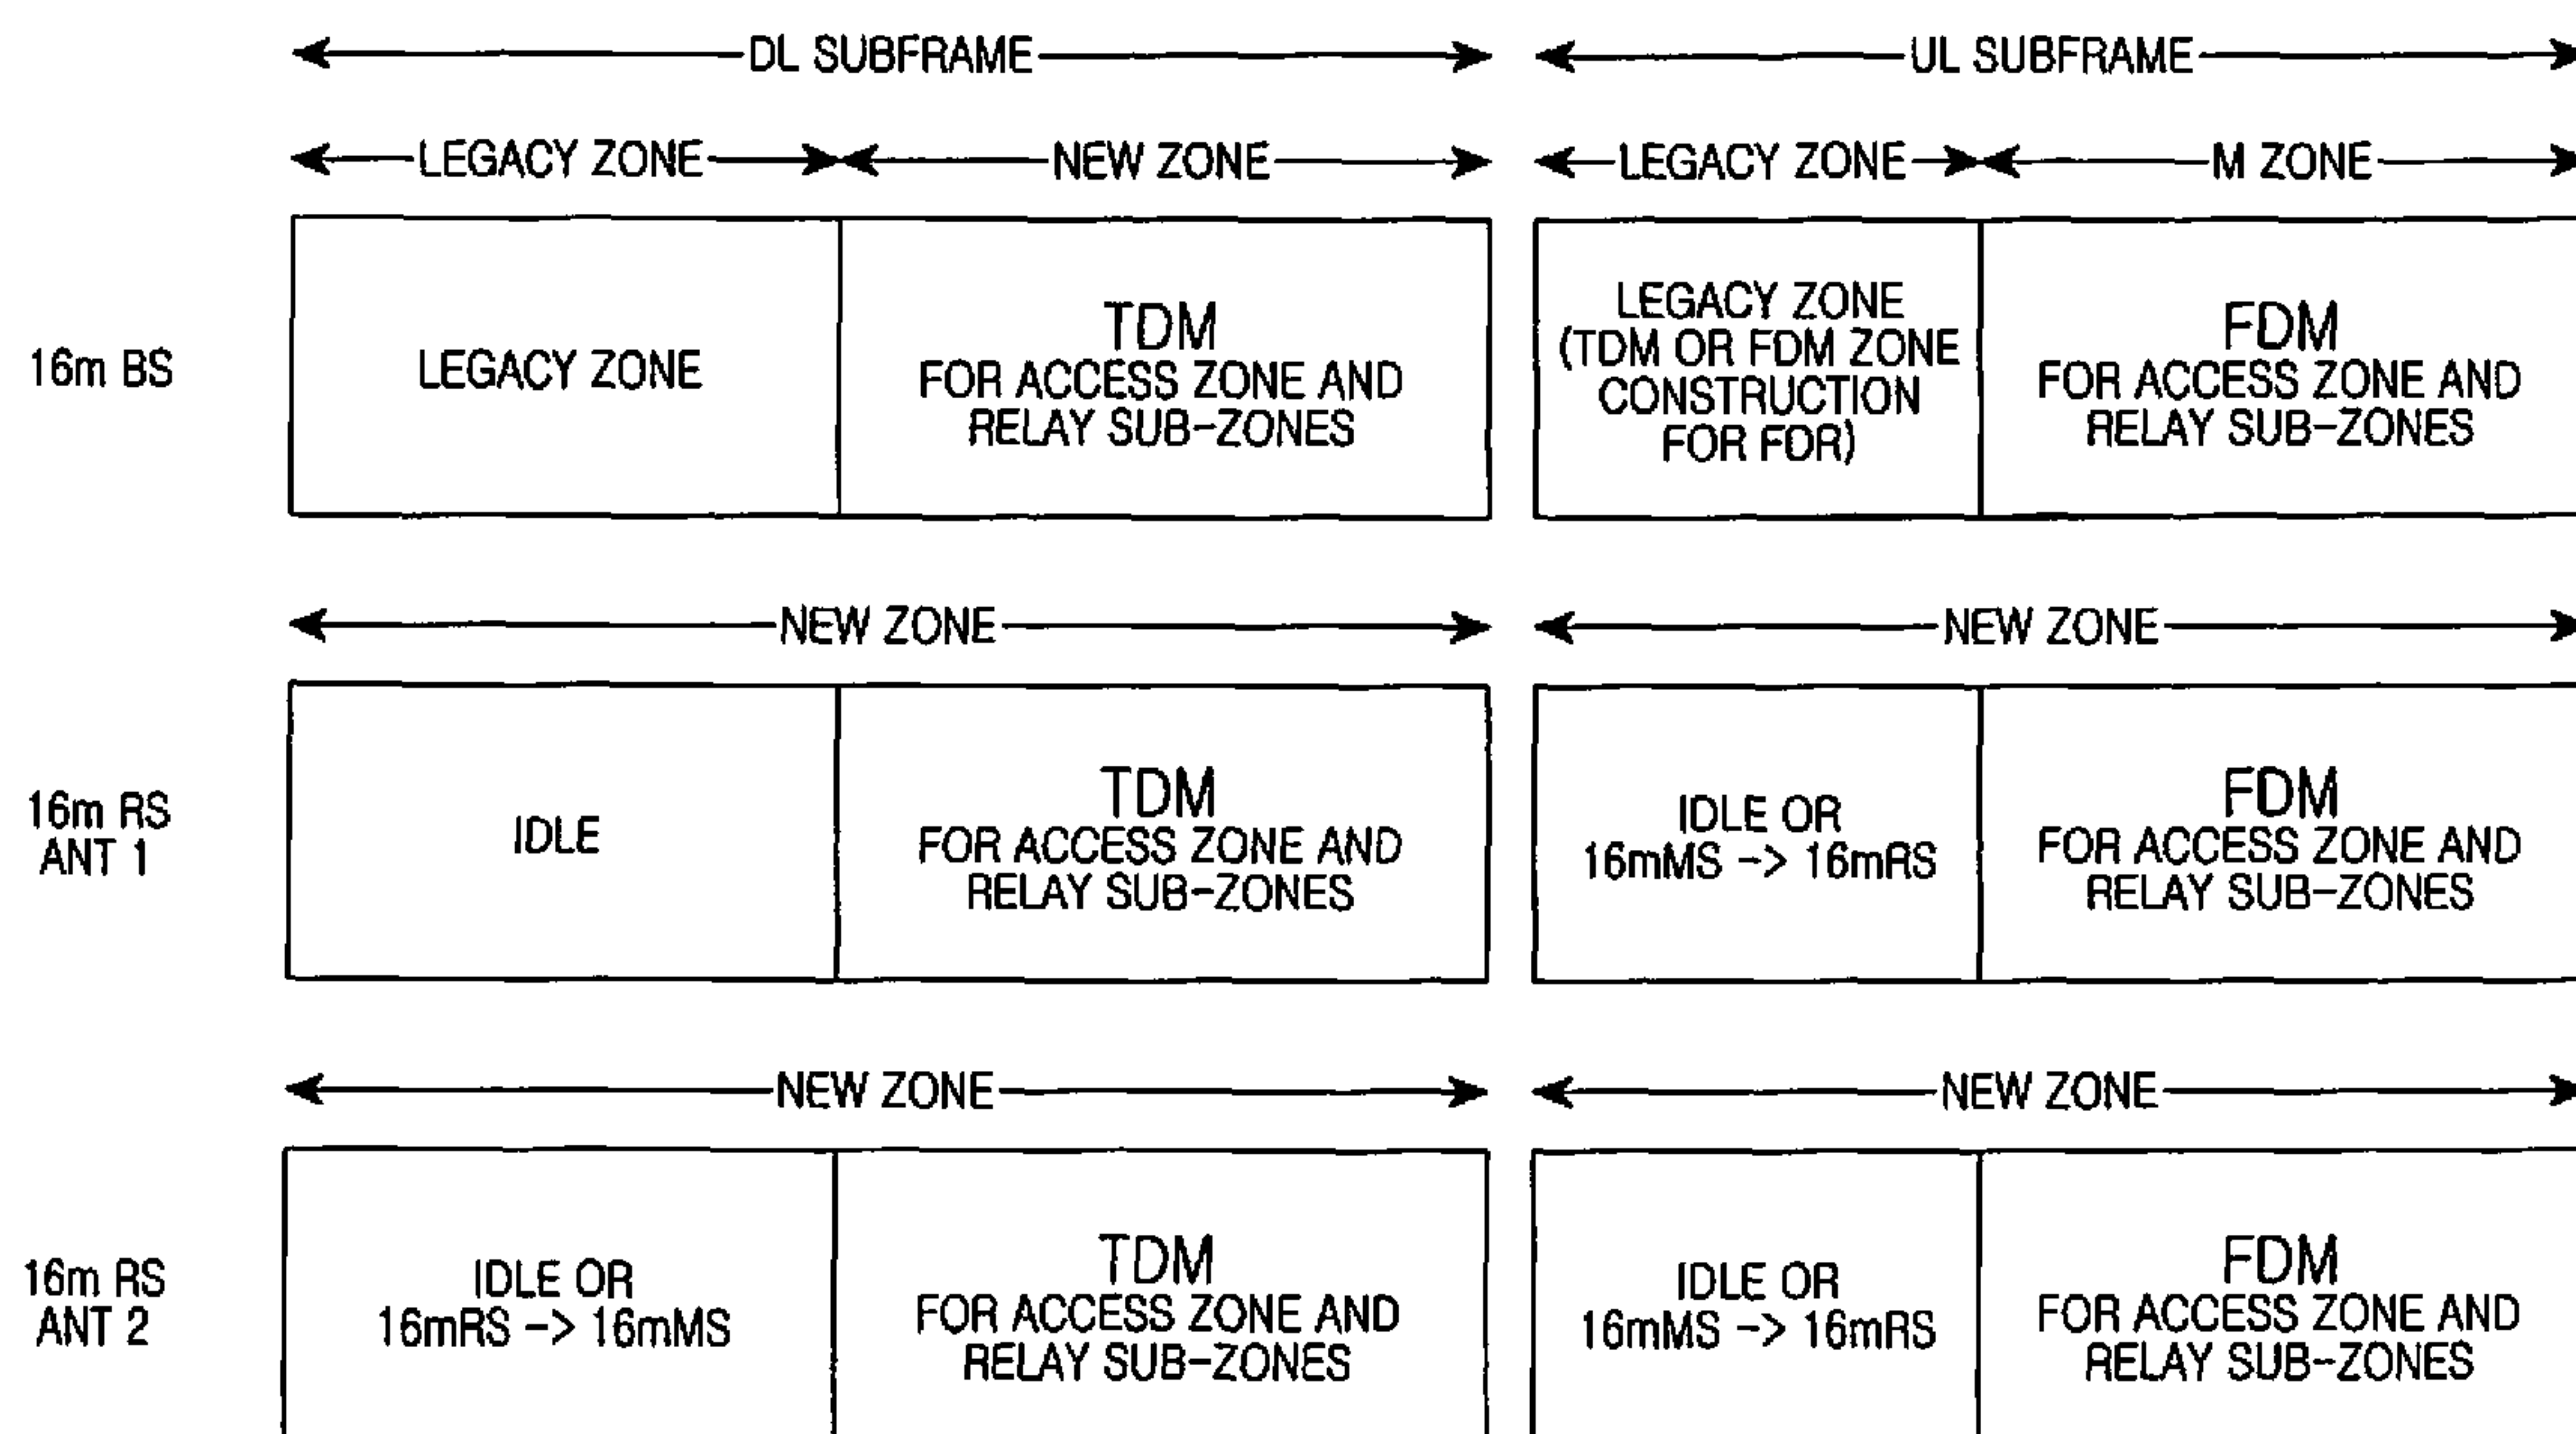 DL SUBFRAME
UL SUBFRAME
LEGACY ZONE
NEW ZONE
LEGACY ZONE
M ZONE
16m BS
LEGACY ZONE
TDM
FOR ACCESS ZONE AND
RELAY SUB-ZONES
LEGACY ZONE
(TDM OR FDM ZONE
CONSTRUCTION
FOR FDR)
FDM
FOR ACCESS ZONE AND
RELAY SUB-ZONES
NEW ZONE
NEW ZONE
16m RS
ANT 1
IDLE
TDM
FOR ACCESS ZONE AND
RELAY SUB-ZONES
IDLE OR
16mMS -> 16mRS
FDM
FOR ACCESS ZONE AND
RELAY SUB-ZONES
NEW ZONE
NEW ZONE
16m RS
ANT 2
IDLE OR
16mRS -> 16mMS
TDM
FOR ACCESS ZONE AND
RELAY SUB-ZONES
IDLE OR
16mMS -> 16mRS
FDM
FOR ACCESS ZONE AND
RELAY SUB-ZONES